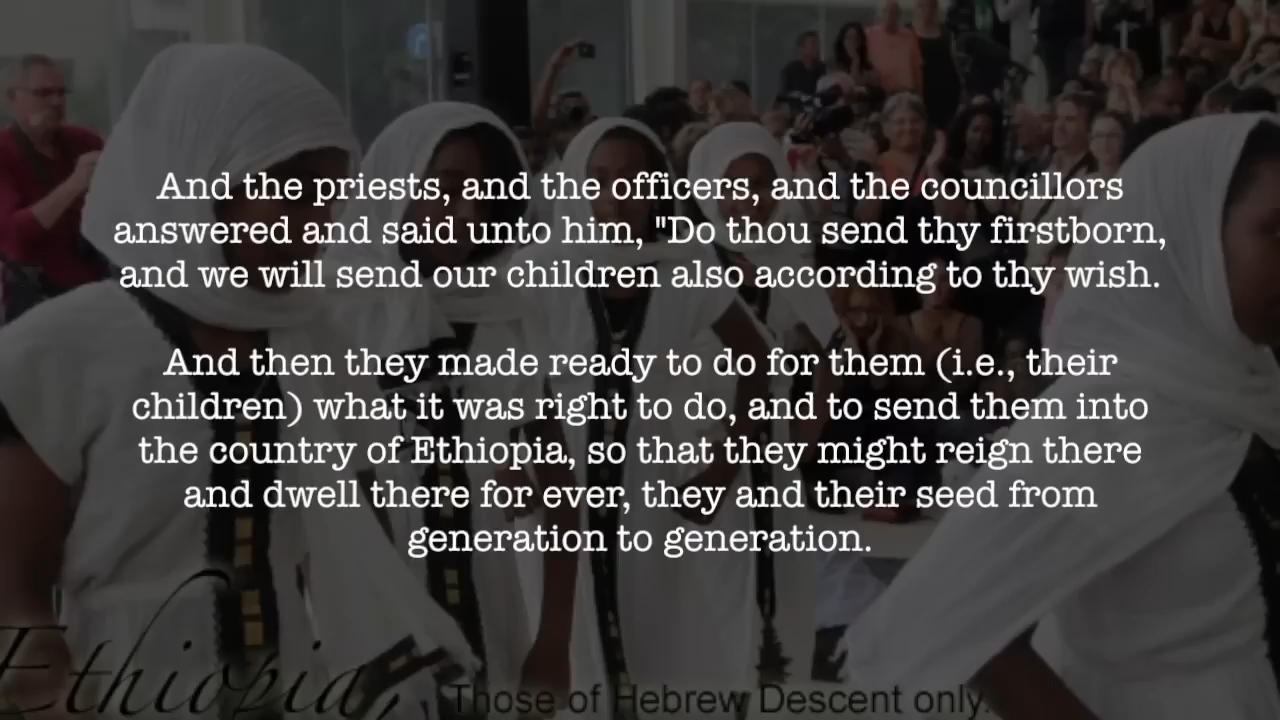 And the priests, and the officers, and the councillors
answered and said unto him, "Do thou send thy firstborn,
and we will send our children also according to thy wish.
And then they made ready to do for them (i.e., their
children) what it was right to do, and to send them into
the country of Ethiopia, so that they might reign there
and dwell there for ever, they and their seed from
generation to generation.
Ethiopia, Those of Hebrew Descent only.